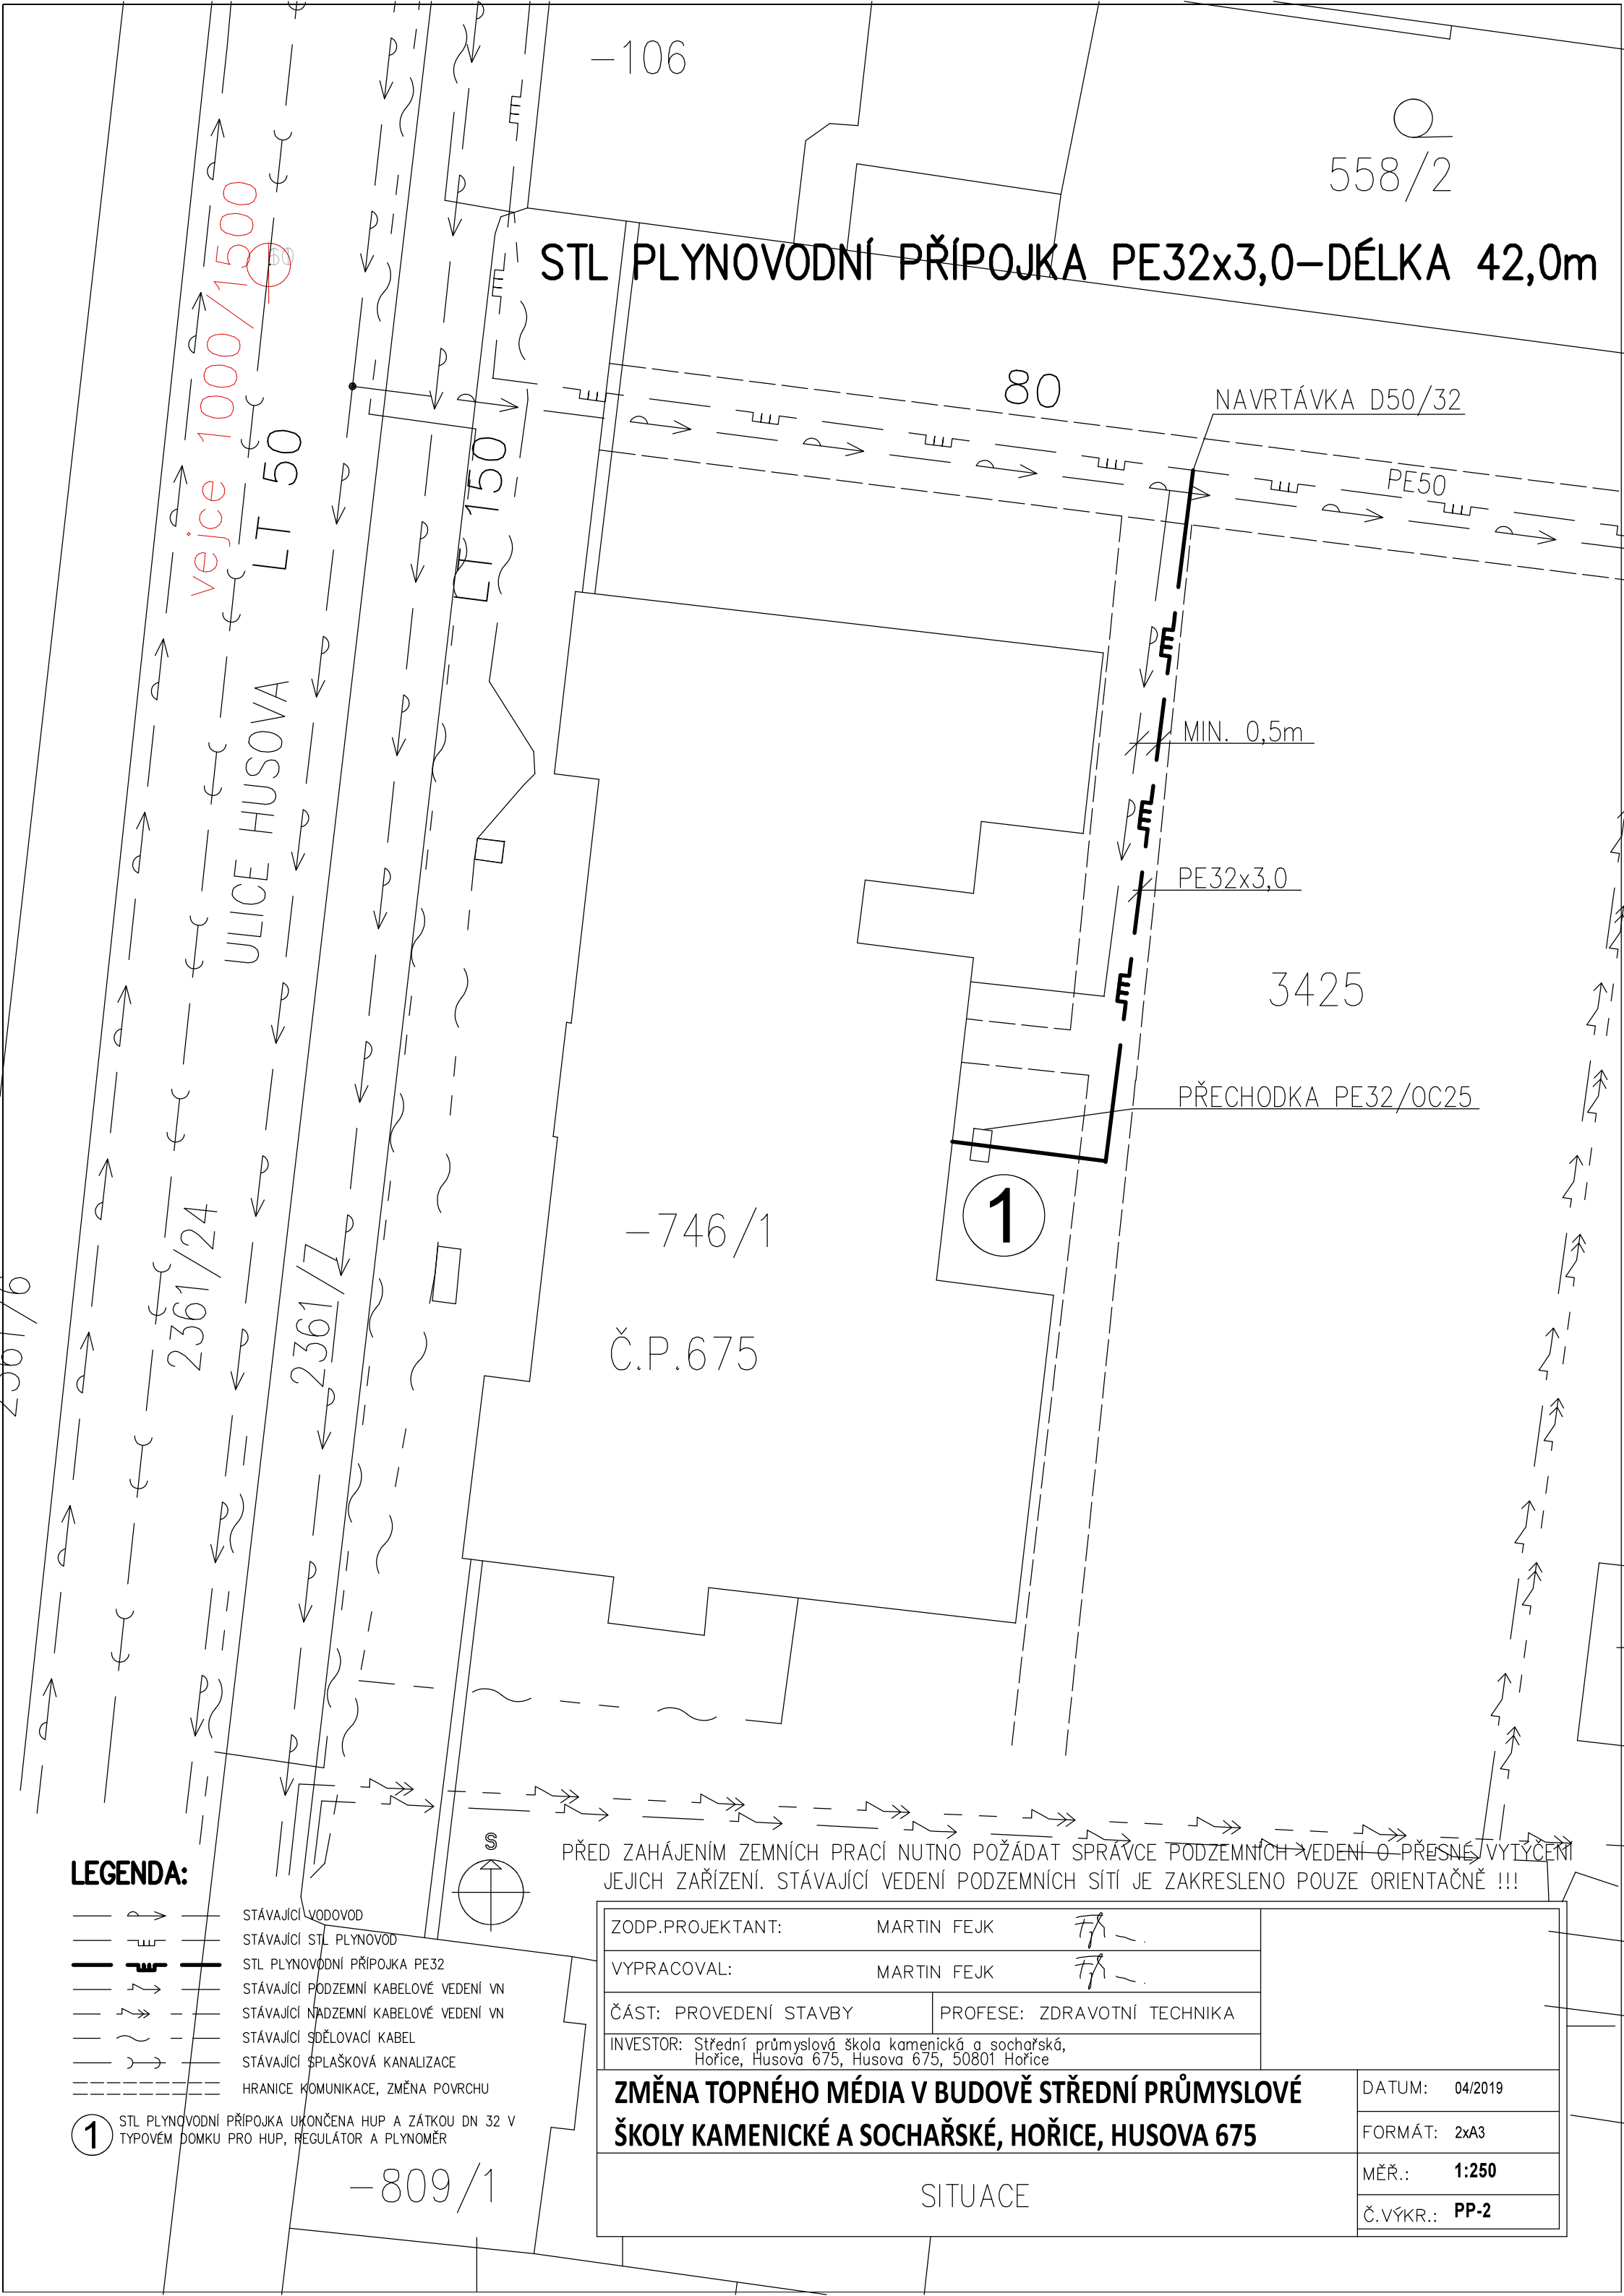 -106
558/2
STL PLYNOVODNÍ PŘÍPOJKA PE32x3,0-DÉLKA 42,0m
vejce 1000/1500
LT 50
LT 150
80
NAVRTÁVKA D50/32
PE50
ULICE HUSOVA
MIN. 0,5m
PE32x3,0
3425
PŘECHODKA PE32/OC25
1
-746/1
Č.P.675
2361/24
2361/7
2361/6
S
PŘED ZAHÁJENÍM ZEMNÍCH PRACÍ NUTNO POŽÁDAT SPRÁVCE PODZEMNÍCH VEDENÍ O PŘESNÉ VYTÝČENÍ
JEJICH ZAŘÍZENÍ. STÁVAJÍCÍ VEDENÍ PODZEMNÍCH SÍTÍ JE ZAKRESLENO POUZE ORIENTAČNĚ !!!
LEGENDA:
STÁVAJÍCÍ VODOVOD
STÁVAJÍCÍ STL PLYNOVOD
STL PLYNOVODNÍ PŘÍPOJKA PE32
STÁVAJÍCÍ PODZEMNÍ KABELOVÉ VEDENÍ VN
STÁVAJÍCÍ NADZEMNÍ KABELOVÉ VEDENÍ VN
STÁVAJÍCÍ SDĚLOVACÍ KABEL
STÁVAJÍCÍ SPLAŠKOVÁ KANALIZACE
HRANICE KOMUNIKACE, ZMĚNA POVRCHU
1 STL PLYNOVODNÍ PŘÍPOJKA UKONČENA HUP A ZÁTKOU DN 32 V
TYPOVÉM DOMKU PRO HUP, REGULÁTOR A PLYNOMĚR
-809/1
ZODP.PROJEKTANT: MARTIN FEJK
VYPRACOVAL: MARTIN FEJK
ČÁST: PROVEDENÍ STAVBY PROFESE: ZDRAVOTNÍ TECHNIKA
INVESTOR: Střední průmyslová škola kamenická a sochařská,
Hořice, Husova 675, Husova 675, 50801 Hořice
ZMĚNA TOPNÉHO MÉDIA V BUDOVĚ STŘEDNÍ PRŮMYSLOVÉ
ŠKOLY KAMENICKÉ A SOCHAŘSKÉ, HOŘICE, HUSOVA 675
SITUACE
DATUM: 04/2019
FORMÁT: 2xA3
MĚŘ.: 1:250
Č.VÝKR.: PP-2